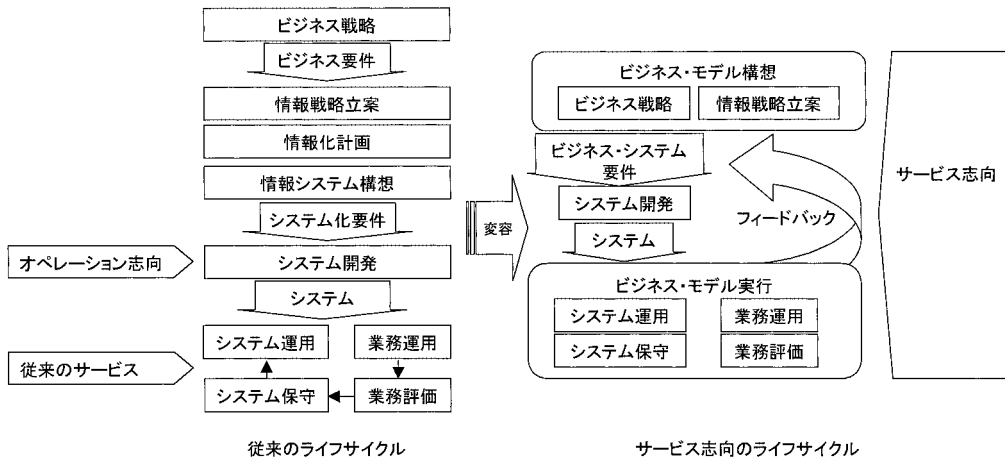 ビジネス戦略
ビジネス要件
情報戦略立案
情報化計画
情報システム構想
システム化要件
オペレーション志向
システム開発
システム
システム運用
業務運用
従来のサービス
システム保守
業務評価
従来のライフサイクル
変容
ビジネス・モデル構想
ビジネス戦略
情報戦略立案
ビジネス・システム
要件
システム開発
システム
フィードバック
ビジネス・モデル実行
システム運用
業務運用
システム保守
業務評価
サービス志向
サービス志向のライフサイクル